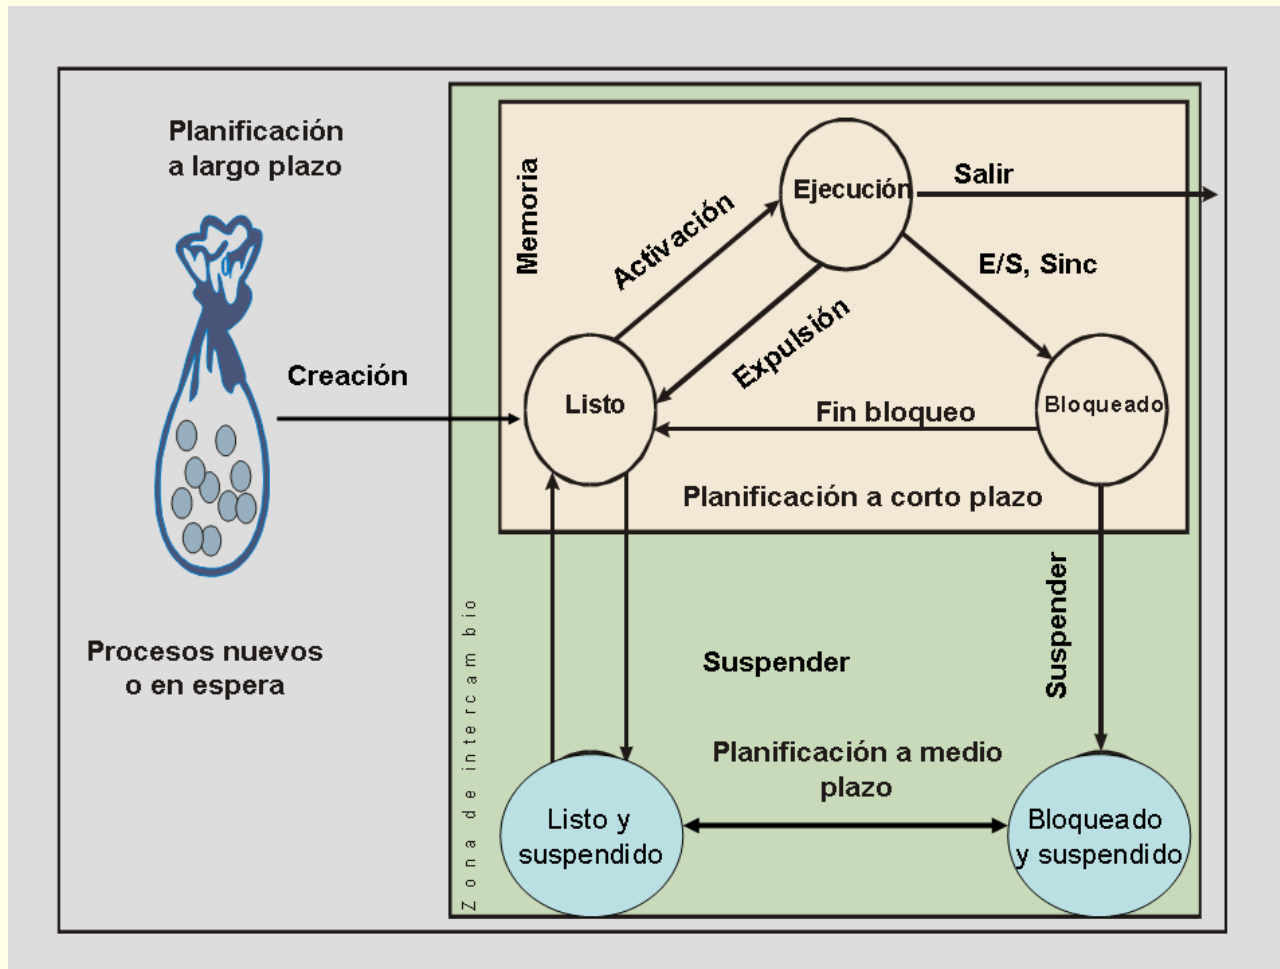 Planificación
a largo plazo
Creación
Procesos nuevos
o en espera
Memoria
Ejecución
Salir
Activación
Expulsión
E/S, Sinc
Listo
Fin bloqueo
Bloqueado
Planificación a corto plazo
Zona de intercambio
Suspender
Suspender
Planificación a medio
plazo
Listo y
suspendido
Bloqueado
y suspendido